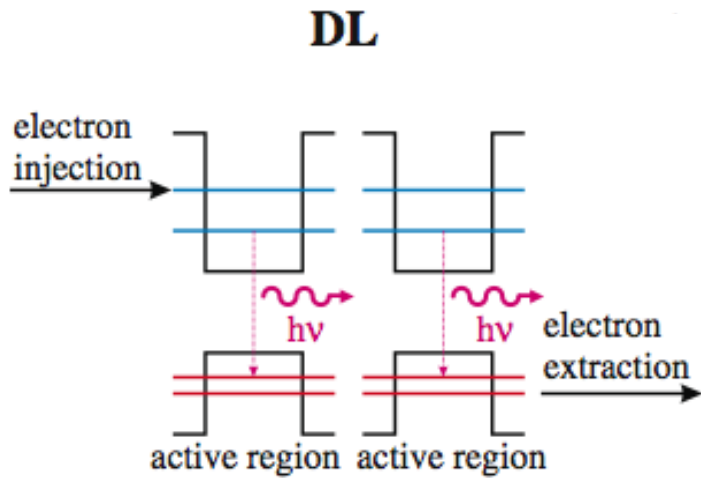 DL
electron
injection
hν
hν
electron
extraction
active region
active region